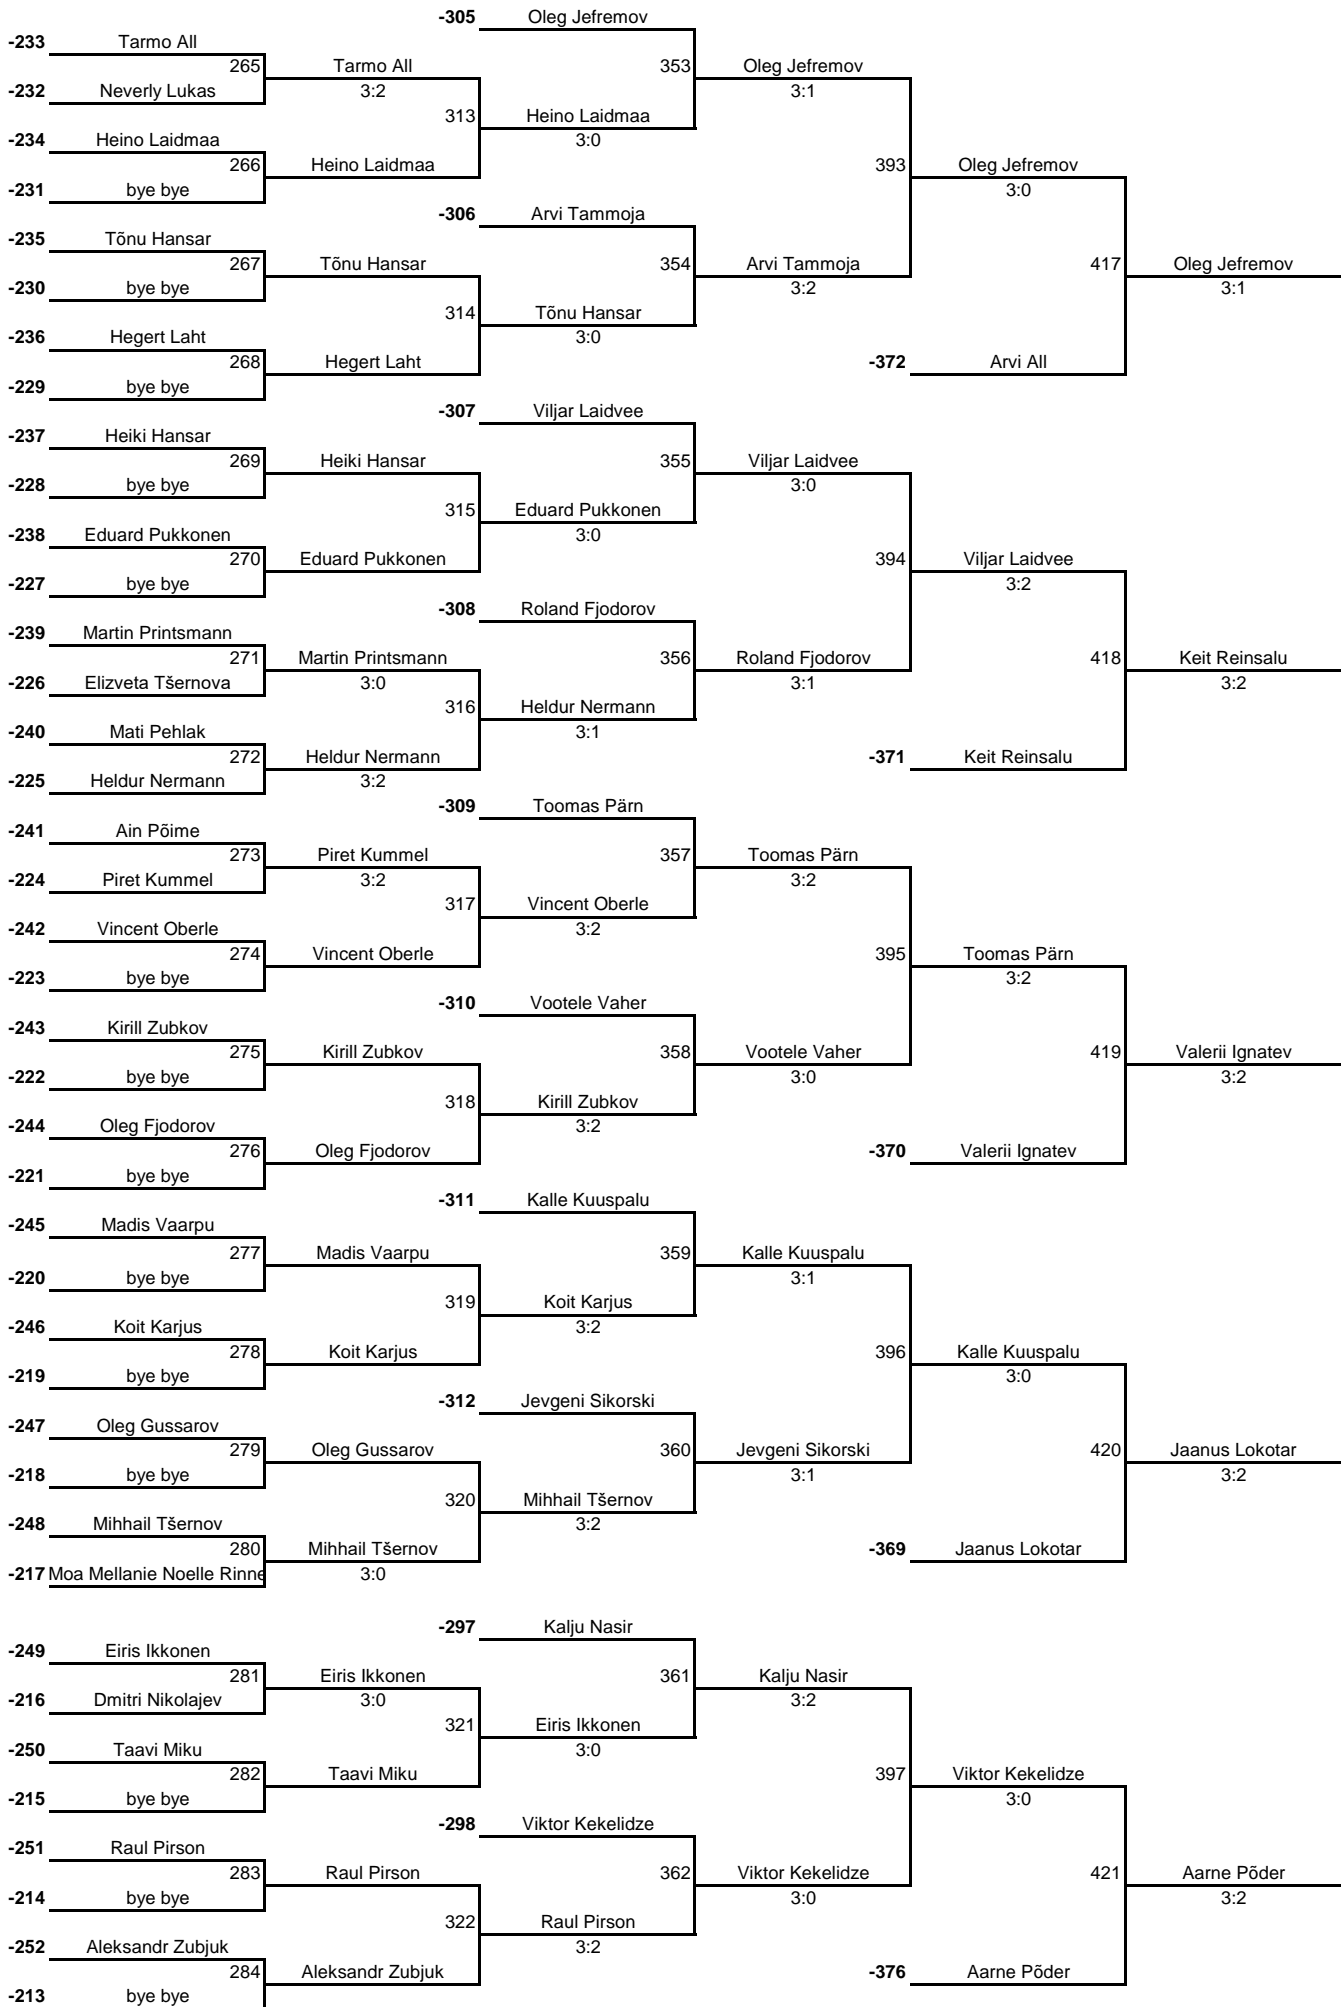 -305 Oleg Jefremov
-233 Tarmo All
265 Tarmo All 353 Oleg Jefremov
-232 Neverly Lukas 3:2 3:1
313 Heino Laidmaa
-234 Heino Laidmaa 3:0
266 Heino Laidmaa 393 Oleg Jefremov
-231 bye bye 3:0
-306 Arvi Tammoja
-235 Tõnu Hansar
267 Tõnu Hansar 354 Arvi Tammoja 417 Oleg Jefremov
-230 bye bye 3:2 3:1
314 Tõnu Hansar
-236 Hegert Laht 3:0
268 Hegert Laht -372 Arvi All
-229 bye bye
-307 Viljar Laidvee
-237 Heiki Hansar
269 Heiki Hansar 355 Viljar Laidvee
-228 bye bye 3:0
315 Eduard Pukkonen
-238 Eduard Pukkonen 3:0
270 Eduard Pukkonen 394 Viljar Laidvee
-227 bye bye 3:2
-308 Roland Fjodorov
-239 Martin Printsmann
271 Martin Printsmann 356 Roland Fjodorov 418 Keit Reinsalu
-226 Elizveta Tšernova 3:0 3:1 3:2
316 Heldur Nermann
-240 Mati Pehlak 3:1
272 Heldur Nermann -371 Keit Reinsalu
-225 Heldur Nermann 3:2
-309 Toomas Pärn
-241 Ain Põime
273 Piret Kummel 357 Toomas Pärn
-224 Piret Kummel 3:2 3:2
317 Vincent Oberle
-242 Vincent Oberle 3:2
274 Vincent Oberle 395 Toomas Pärn
-223 bye bye 3:2
-310 Vootele Vaher
-243 Kirill Zubkov
275 Kirill Zubkov 358 Vootele Vaher 419 Valerii Ignatev
-222 bye bye 3:0 3:2
318 Kirill Zubkov
-244 Oleg Fjodorov 3:2
276 Oleg Fjodorov -370 Valerii Ignatev
-221 bye bye
-311 Kalle Kuuspalu
-245 Madis Vaarpu
277 Madis Vaarpu 359 Kalle Kuuspalu
-220 bye bye 3:1
319 Koit Karjus
-246 Koit Karjus 3:2
278 Koit Karjus 396 Kalle Kuuspalu
-219 bye bye 3:0
-312 Jevgeni Sikorski
-247 Oleg Gussarov
279 Oleg Gussarov 360 Jevgeni Sikorski 420 Jaanus Lokotar
-218 bye bye 3:1 3:2
320 Mihhail Tšernov
-248 Mihhail Tšernov 3:2
280 Mihhail Tšernov -369 Jaanus Lokotar
-217 Moa Mellanie Noelle Rinne 3:0
-297 Kalju Nasir
-249 Eiris Ikkonen
281 Eiris Ikkonen 361 Kalju Nasir
-216 Dmitri Nikolajev 3:0 3:2
321 Eiris Ikkonen
-250 Taavi Miku 3:0
282 Taavi Miku 397 Viktor Kekelidze
-215 bye bye 3:0
-298 Viktor Kekelidze
-251 Raul Pirson
283 Raul Pirson 362 Viktor Kekelidze 421 Aarne Põder
-214 bye bye 3:0 3:2
322 Raul Pirson
-252 Aleksandr Zubjuk 3:2
284 Aleksandr Zubjuk -376 Aarne Põder
-213 bye bye